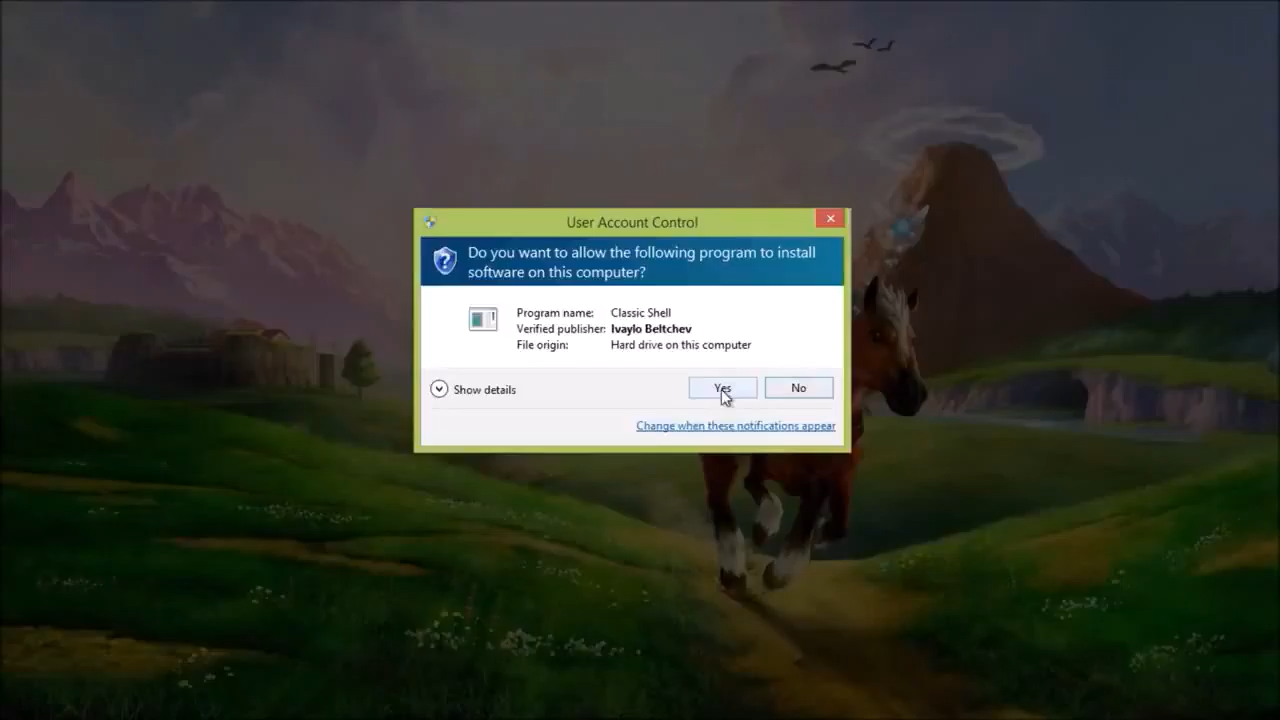 User Account Control
Do you want to allow the following program to install
software on this computer?
Program name: Classic Shell
Verified publisher: Ivaylo Beltchev
File origin: Hard drive on this computer
Show details
Yes
No
Change when these notifications appear